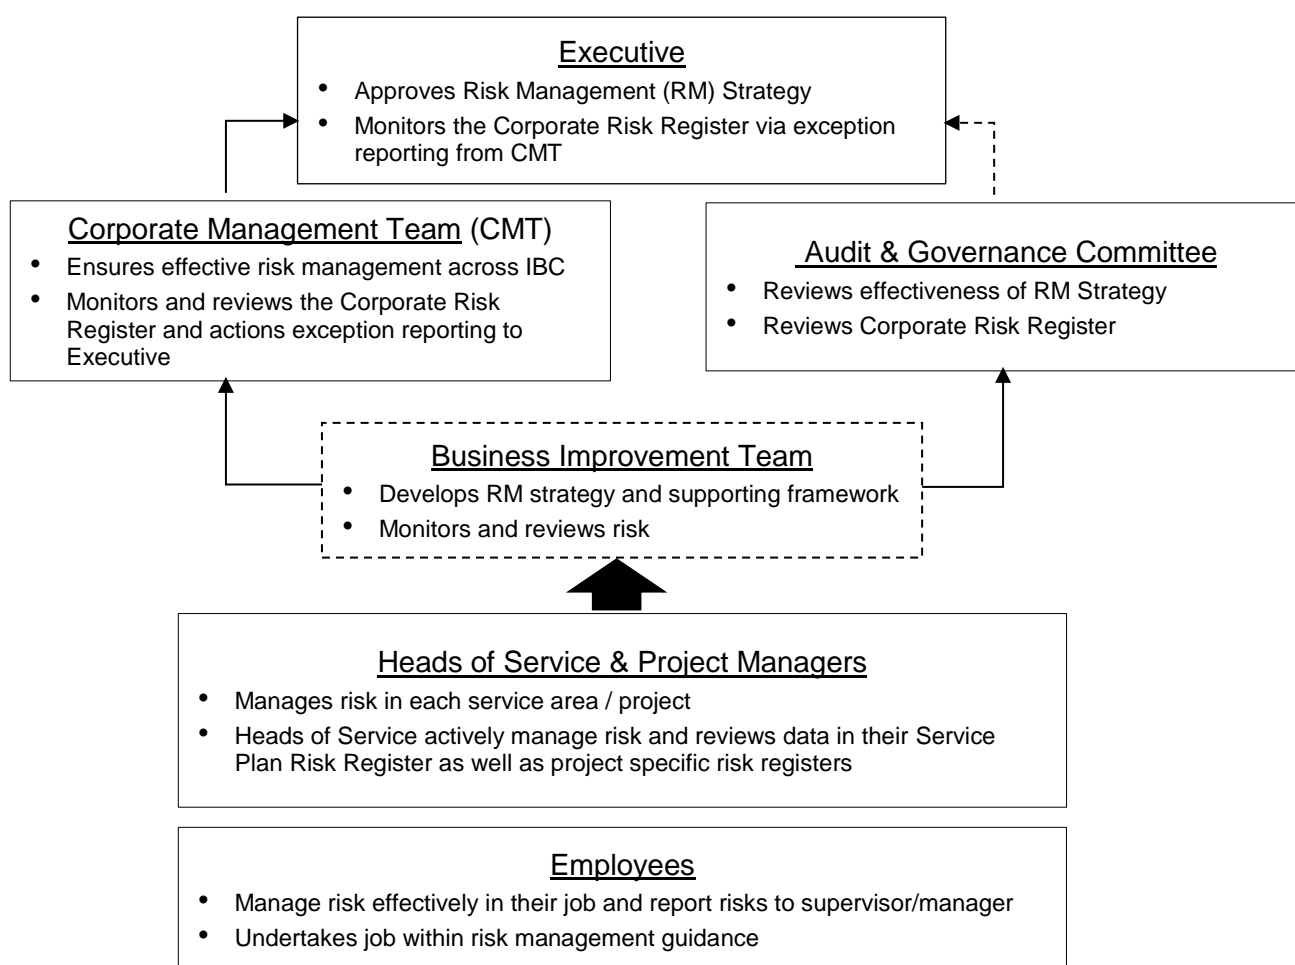 Executive
• Approves Risk Management (RM) Strategy
• Monitors the Corporate Risk Register via exception
reporting from CMT
Corporate Management Team (CMT)
• Ensures effective risk management across IBC
• Monitors and reviews the Corporate Risk
Register and actions exception reporting to
Executive
Audit & Governance Committee
• Reviews effectiveness of RM Strategy
• Reviews Corporate Risk Register
Business Improvement Team
• Develops RM strategy and supporting framework
• Monitors and reviews risk
Heads of Service & Project Managers
• Manages risk in each service area / project
• Heads of Service actively manage risk and reviews data in their Service
Plan Risk Register as well as project specific risk registers
Employees
• Manage risk effectively in their job and report risks to supervisor/manager
• Undertakes job within risk management guidance